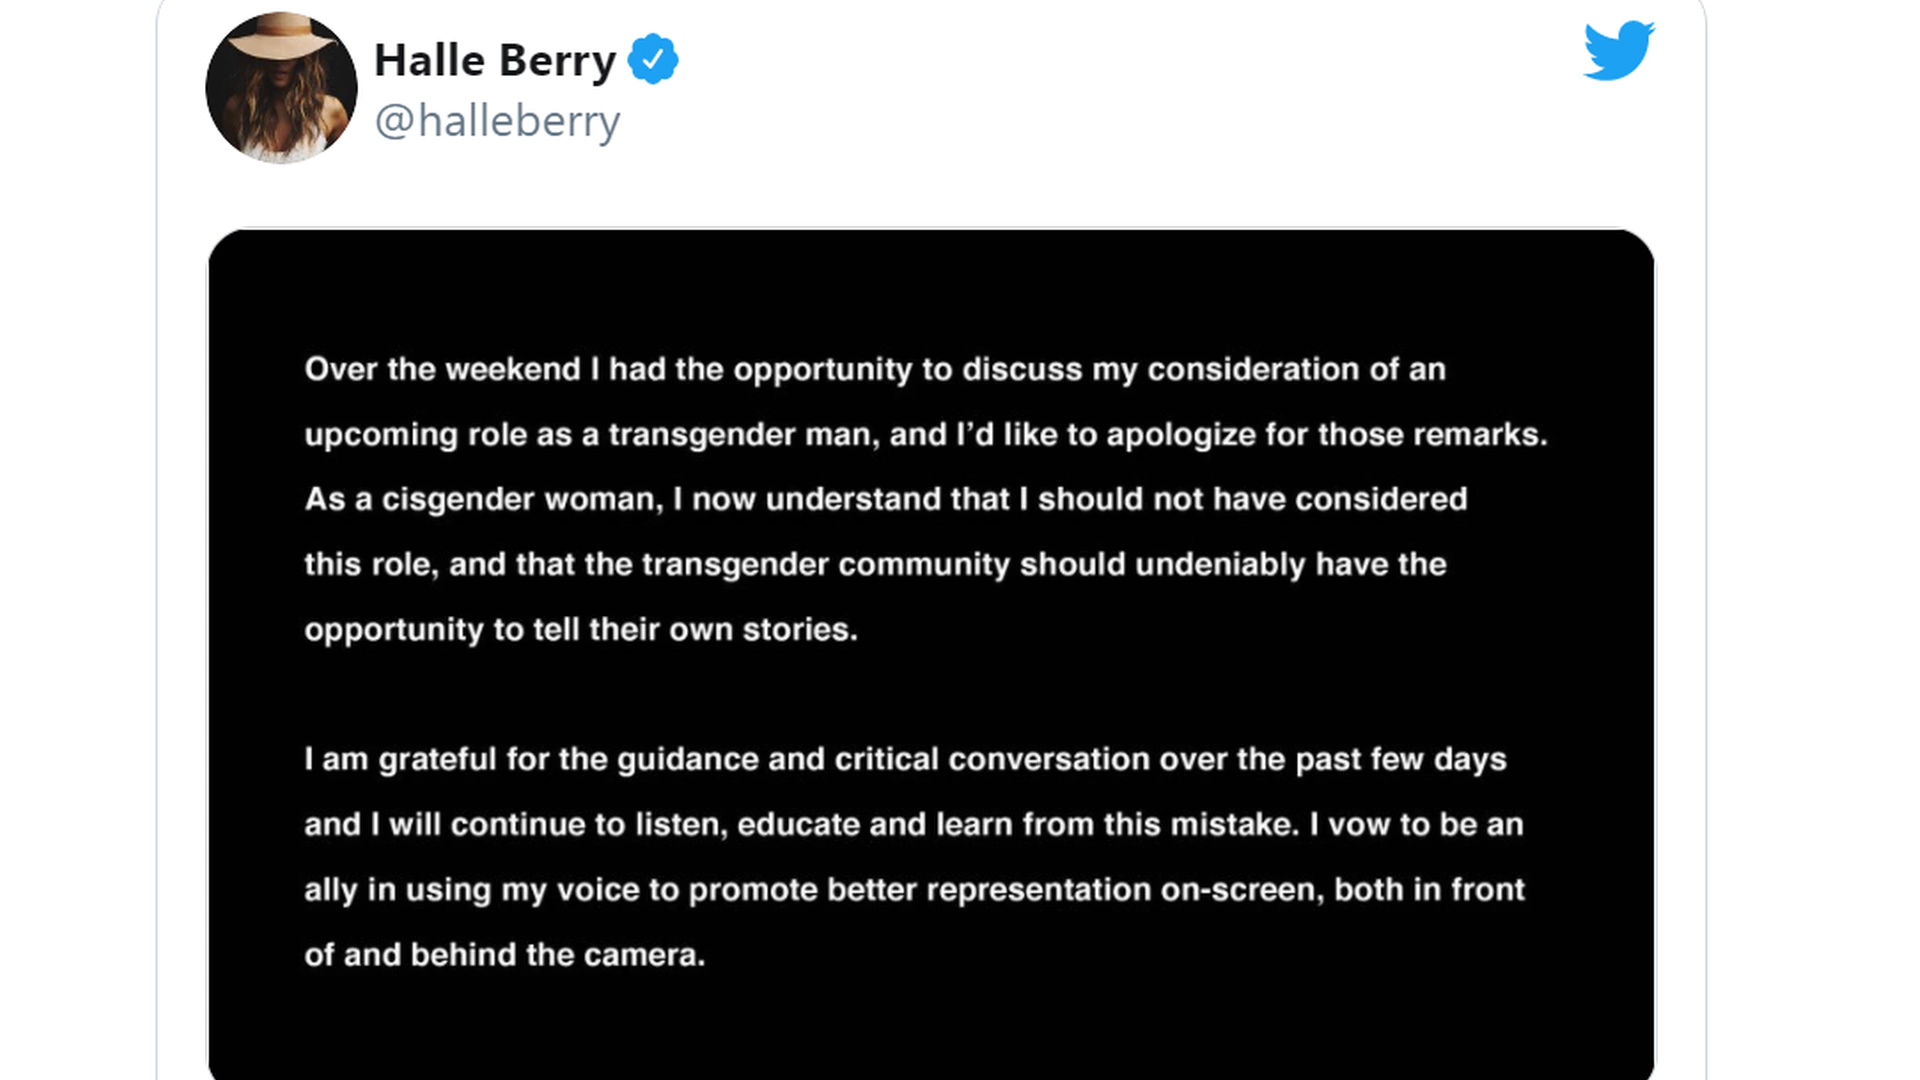 Halle Berry
@halleberry
Over the weekend I had the opportunity to discuss my consideration of an
upcoming role as a transgender man, and I’d like to apologize for those remarks.
As a cisgender woman, I now understand that I should not have considered
this role, and that the transgender community should undeniably have the
opportunity to tell their own stories.
I am grateful for the guidance and critical conversation over the past few days
and I will continue to listen, educate and learn from this mistake. I vow to be an
ally in using my voice to promote better representation on-screen, both in front
of and behind the camera.